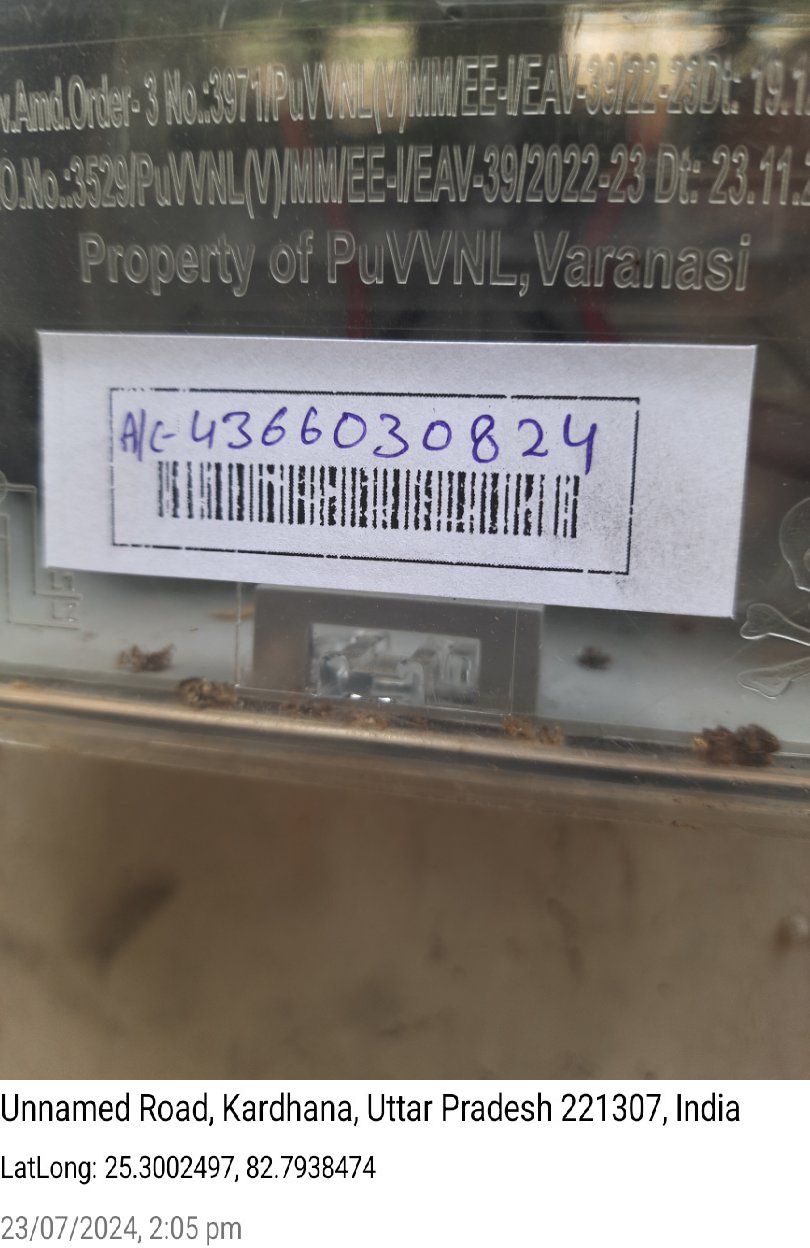 v.Amd.Order- 3 No.:3971/PuVVNL(V)MM/EE-I/EAV-39/22-23Dt: 19.1
O.No.:3529/PuVVNL(V)/MM/EE-I/EAV-39/2022-23 Dt: 23.11.2
Property of PuVVNL,Varanasi
A/C- 4366030824
Unnamed Road, Kardhana, Uttar Pradesh 221307, India
LatLong: 25.3002497, 82.7938474
23/07/2024, 2:05 pm